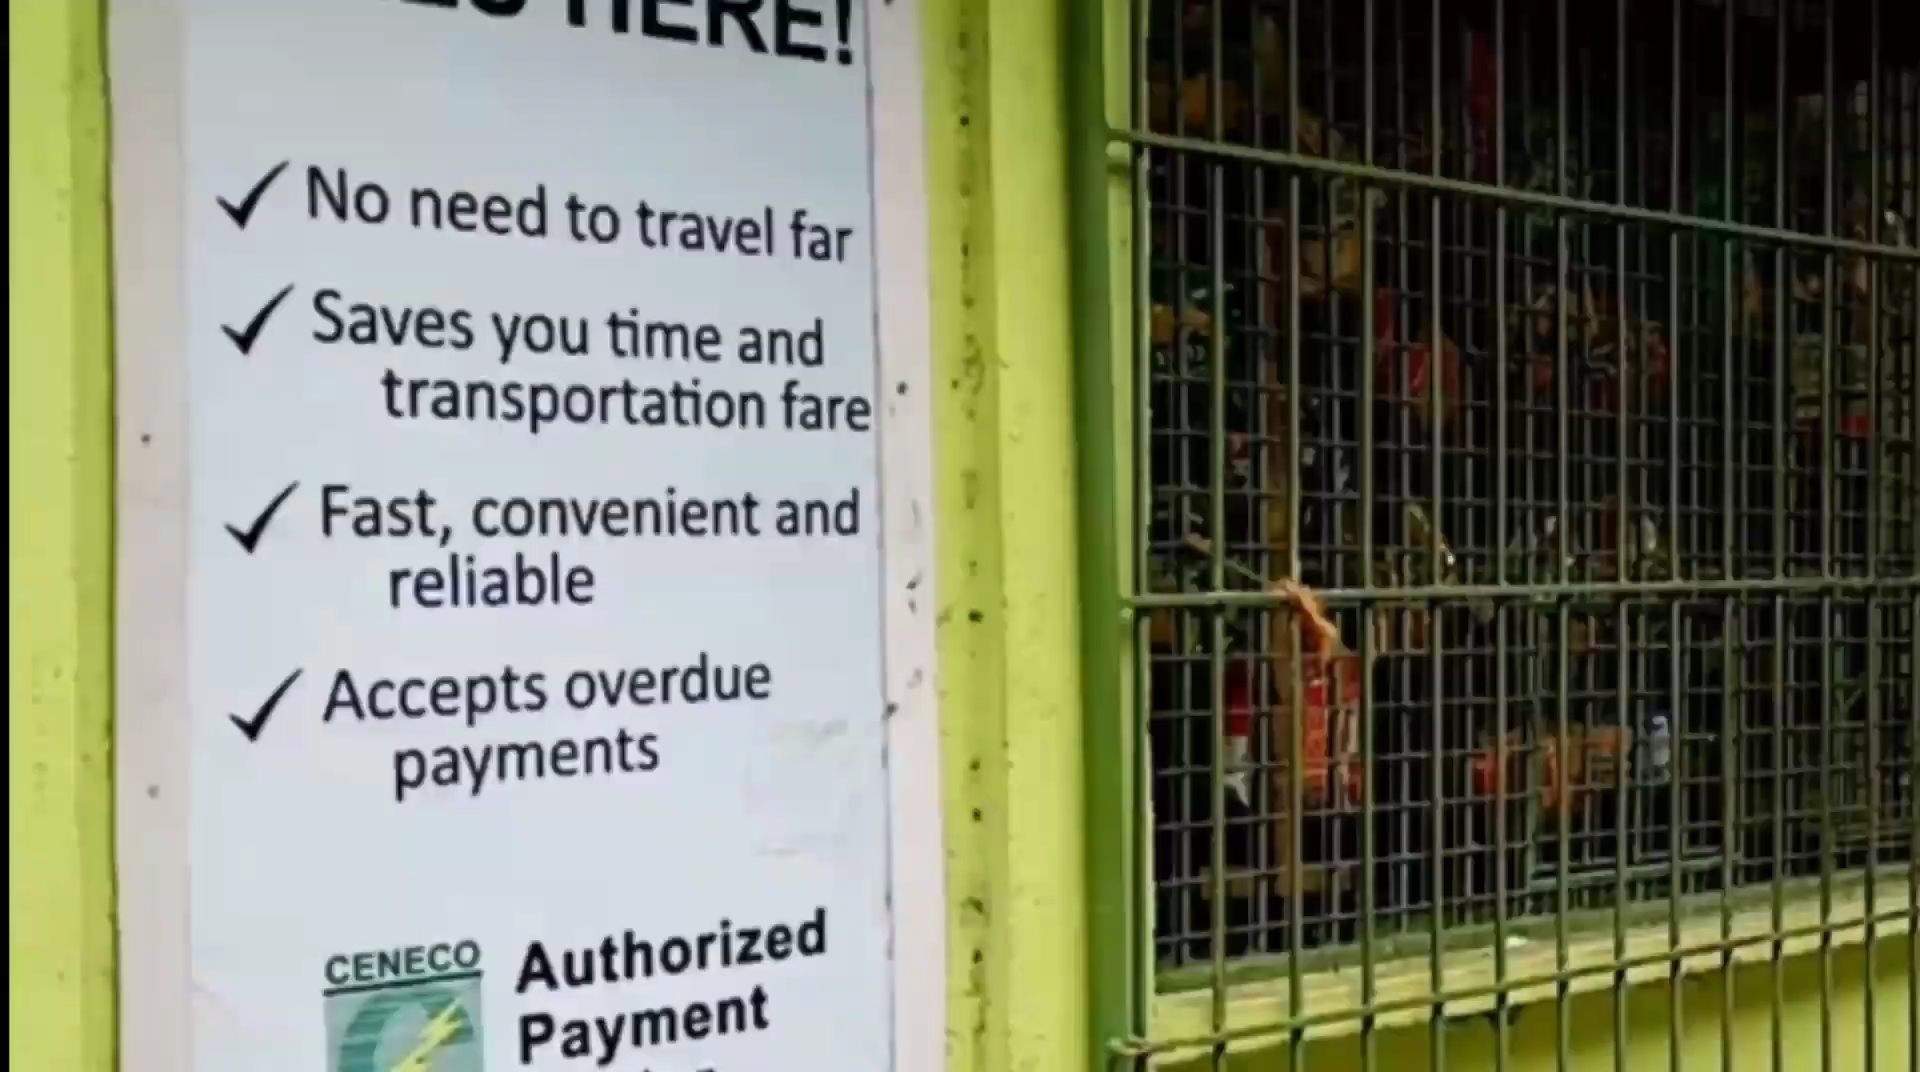 HERE!
No need to travel far
Saves you time and
transportation fare
Fast, convenient and
reliable
Accepts overdue
payments
CENECO
Authorized
Payment